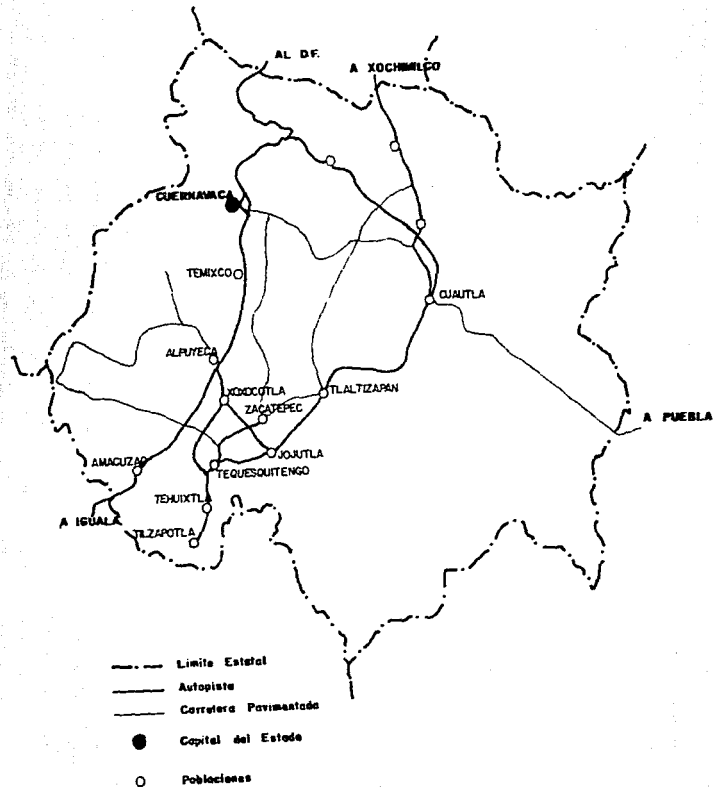 AL D.F.
A XOCHIMILCO
CUERNAVACA
TEMIXCO
CUAUTLA
ALPUYECA
XOXOCOTLA
TLALTIZAPAN
ZACATEPEC
A PUEBLA
JOJUTLA
AMACUZAC
TEQUESQUITENGO
TEHUIXTLA
A IGUALA
TILZAPOTLA
Limite Estatal
Autopista
Carretera Pavimentada
Capital del Estado
Poblaciones